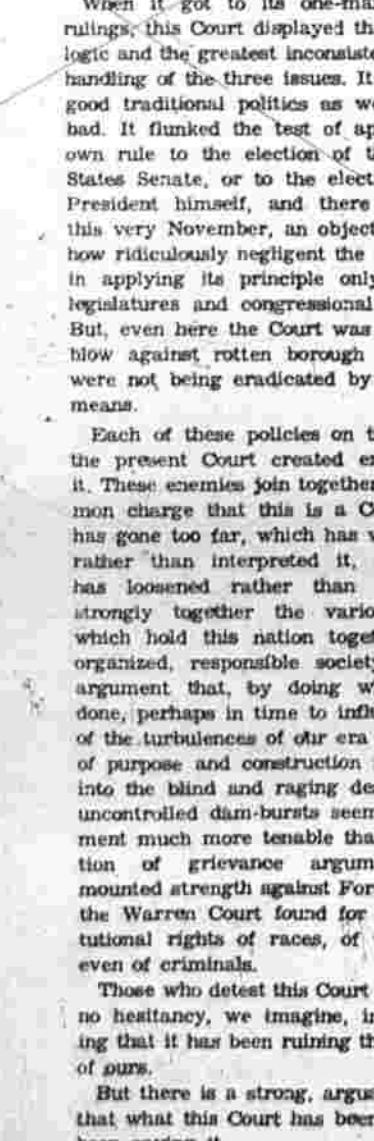 When it got to its one-ma
rulings, this Court displayed th
logic and the greatest inconsiste
handling of the three issues. It
good traditional politics as we
bad. It flunked the test of ap
own rule to the election of t
States Senate, or to the elect
President himself, and there
this very November, an object
how ridiculously negligent the
in applying its principle only
legislatures and congressional
But, even here the Court was
blow against rotten borough
were not being eradicated by
means.
Each of these policies on t
the present Court created e
it. These enemies join together
mon charge that this is a C
has gone too far, which has w
rather than interpreted it,
has loosened rather than
strongly together the vario
which hold this nation toget
organized, responsible society
argument that, by doing w
done, perhaps in time to infl
of the turbulences of our era
of purpose and construction
into the blind and raging de
uncontrolled dam-bursts seem
ment much more tenable tha
tion of grievance argum
mounted strength against For
the Warren Court found for
tutional rights of races, of
even of criminals.
Those who detest this Court
no hesitancy, we imagine, i
ing that it has been ruining th
of ours.
But there is a strong, argu
that what this Court has bee